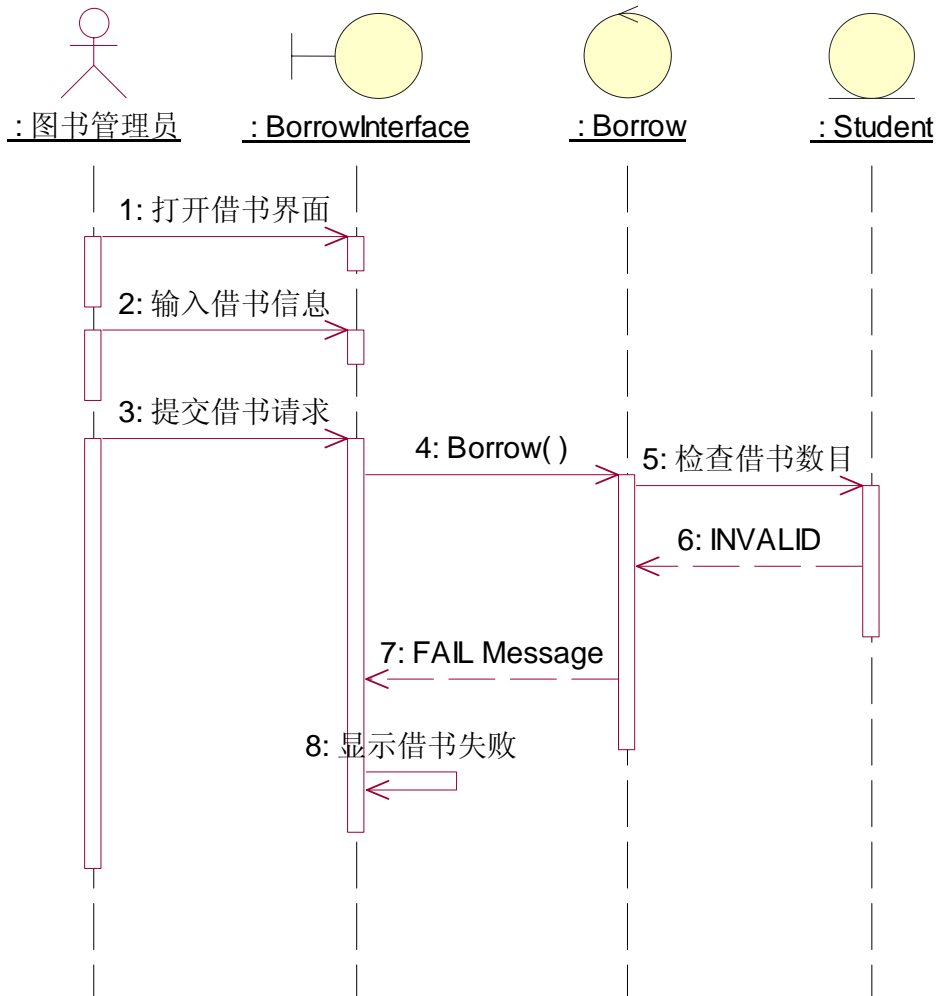 : 图书管理员
: BorrowInterface
: Borrow
: Student
1: 打开借书界面
2: 输入借书信息
3: 提交借书请求
4: Borrow( )
5: 检查借书数目
6: INVALID
7: FAIL Message
8: 显示借书失败